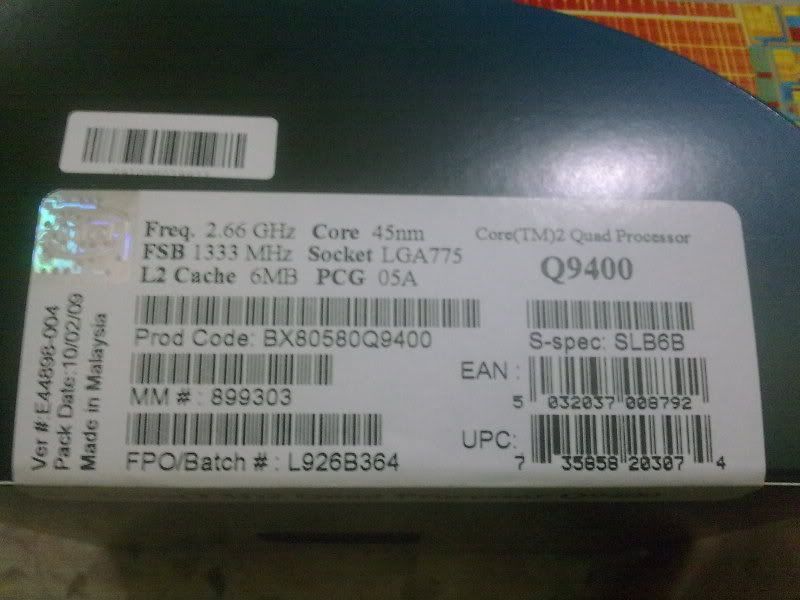 Freq. 2.66 GHz Core 45nm
FSB 1333 MHz Socket LGA775
L2 Cache 6MB PCG 05A
Core(TM)2 Quad Processor
Q9400
Prod Code: BX80580Q9400
S-spec: SLB6B
MM #: 899303
EAN:
5 032037 008792
FPO/Batch #: L926B364
UPC:
7 35858 20307 4
Ver #:E44898-004
Pack Date:10/02/09
Made in Malaysia